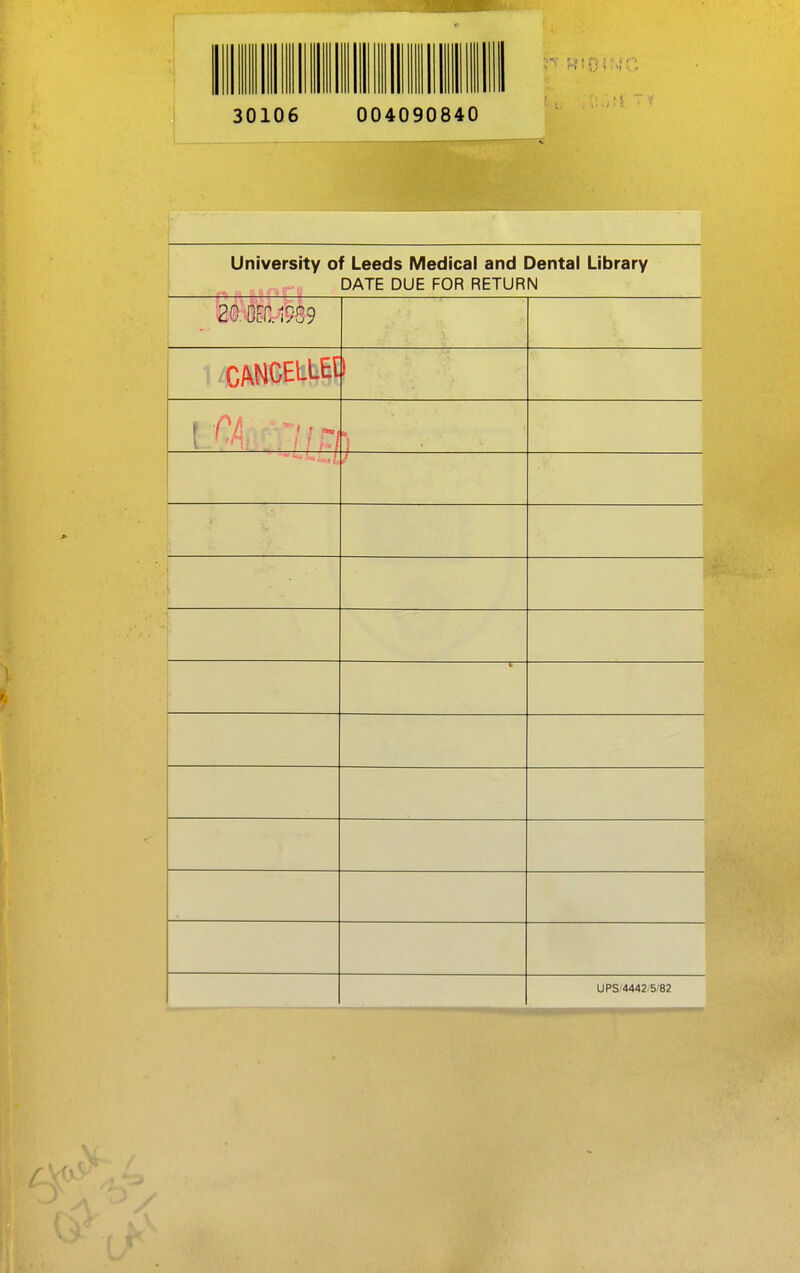 30106 004090840
University of Leeds Medical and Dental Library
DATE DUE FOR RETURN
20 DEC 1989
CANCELLED
UPS/4442/5/82